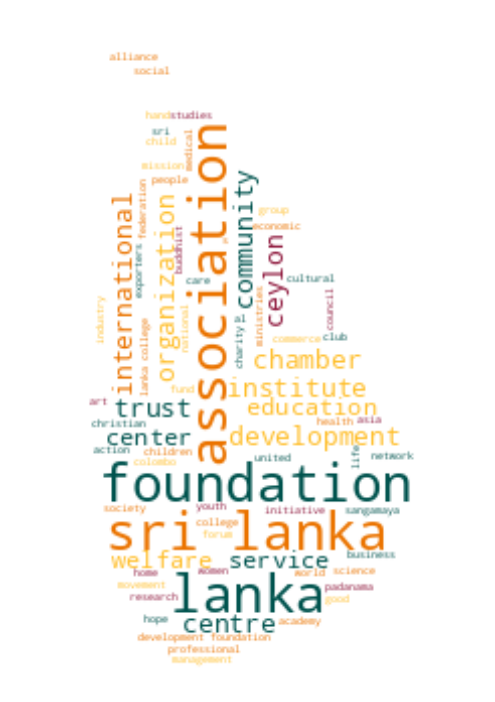 alliance
social
hand studies
sri
child
medical
mission
people
association
community
international
federation
organization
buddhist
exporters
group
economic
ceylon
care
cultural
council
ministries
national
industry
lanka college
charity
al
commerce club
chamber
fund
institute
art
trust
education
christian
health asia
center
development
action
children
colombo
united
life
network
foundation
society
youth
initiative
sangamaya
sri lanka
college
forum
welfare
service
business
home
women
world science
movement
lanka
padanama
research
good
hope
centre
academy
development foundation
professional
management